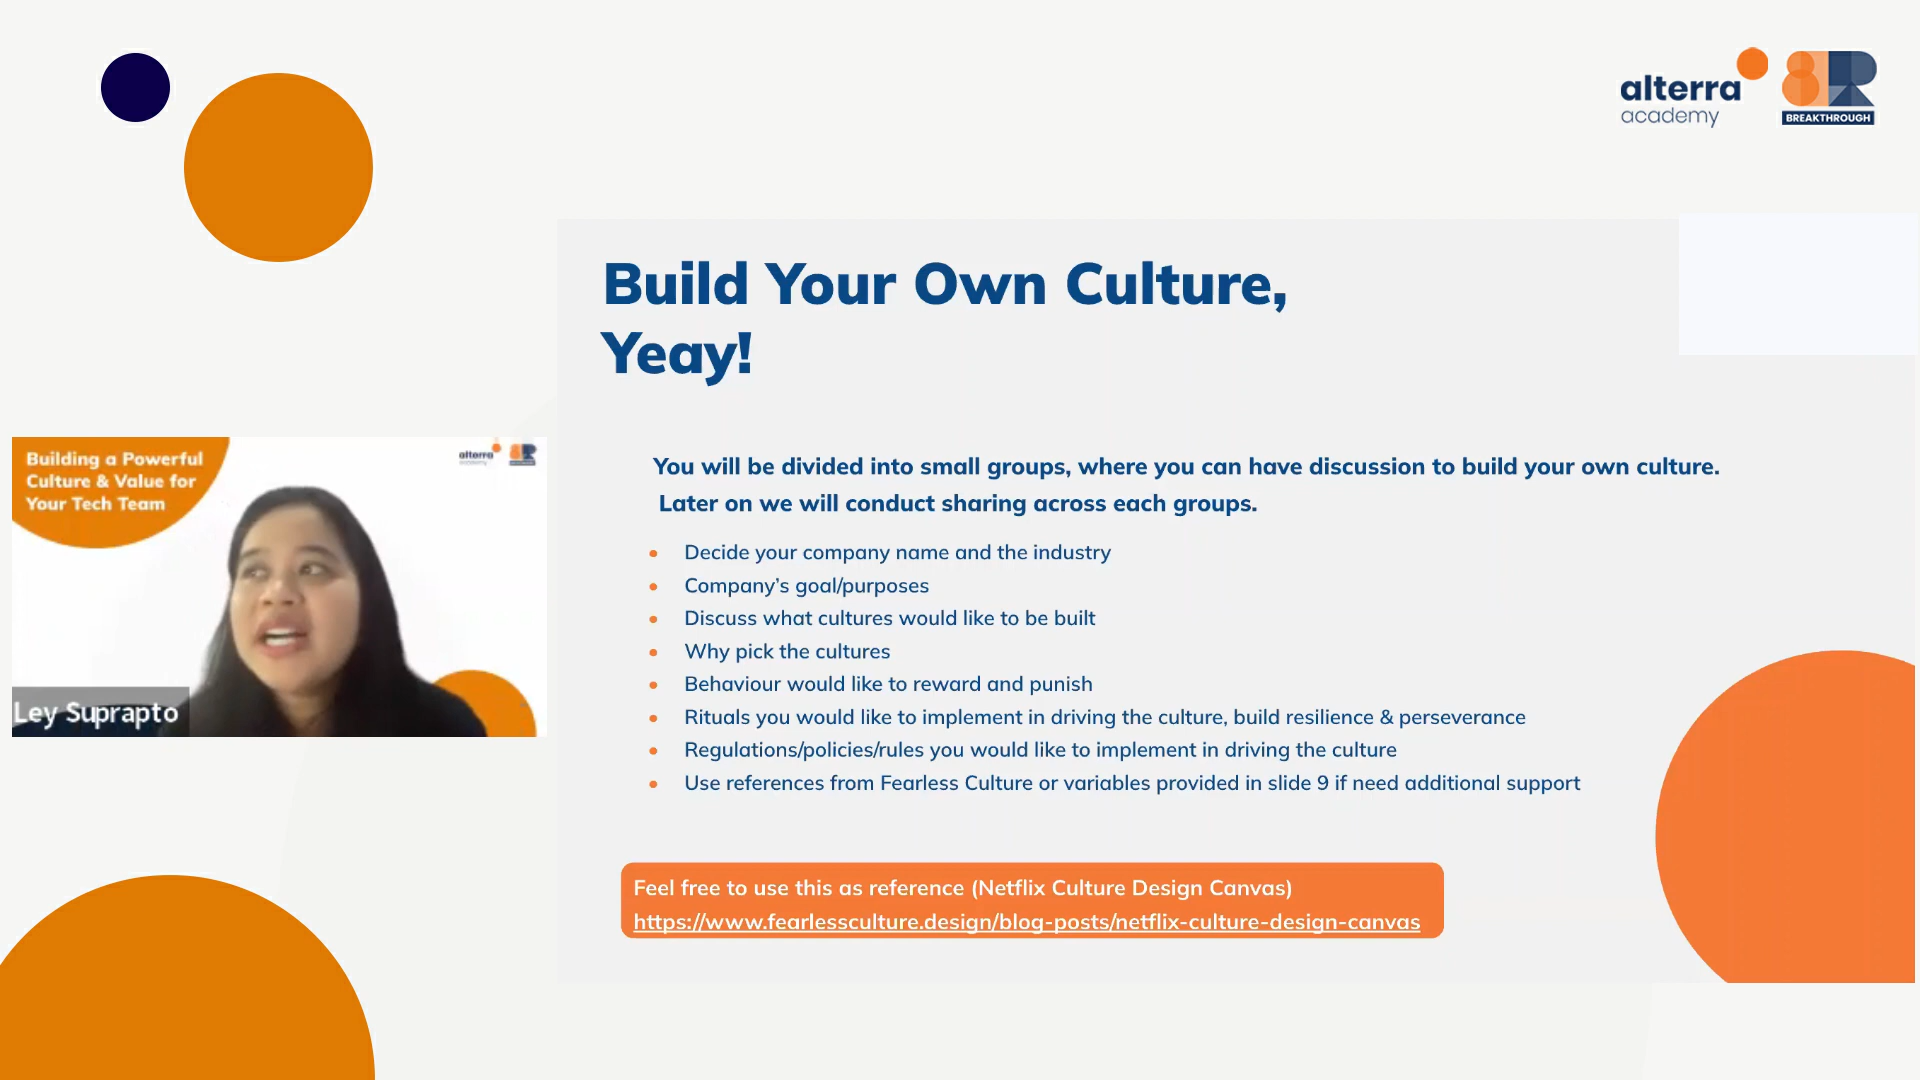 alterra
academy
BREAKTHROUGH
Build Your Own Culture,
Yeay!
You will be divided into small groups, where you can have discussion to build your own culture.
Later on we will conduct sharing across each groups.
• Decide your company name and the industry
• Company’s goal/purposes
• Discuss what cultures would like to be built
• Why pick the cultures
• Behaviour would like to reward and punish
• Rituals you would like to implement in driving the culture, build resilience & perseverance
• Regulations/policies/rules you would like to implement in driving the culture
• Use references from Fearless Culture or variables provided in slide 9 if need additional support
Feel free to use this as reference (Netflix Culture Design Canvas)
https://www.fearlessculture.design/blog-posts/netflix-culture-design-canvas
Building a Powerful
Culture & Value for
Your Tech Team
alterra
academy
Ley Suprapto